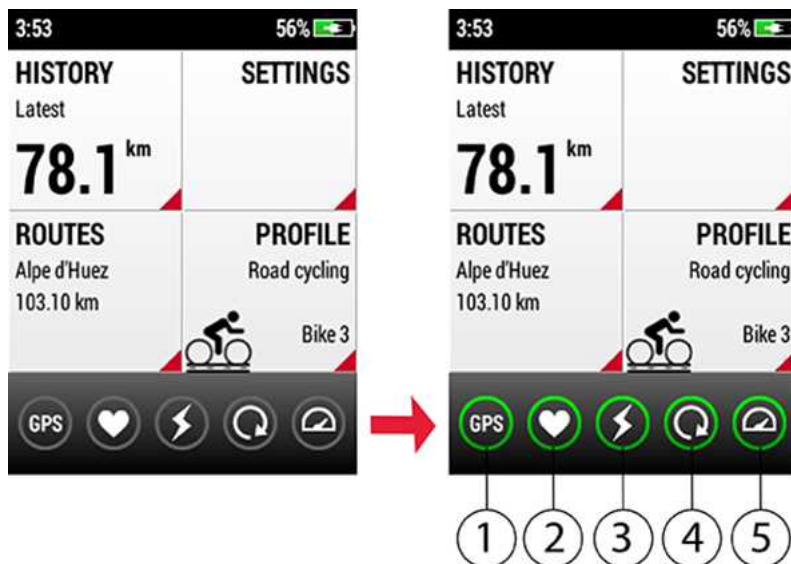 3:53 56%
HISTORY SETTINGS
Latest
78.1 km
ROUTES PROFILE
Alpe d'Huez Road cycling
103.10 km
Bike 3
GPS
3:53 56%
HISTORY SETTINGS
Latest
78.1 km
ROUTES PROFILE
Alpe d'Huez Road cycling
103.10 km
Bike 3
GPS
1 2 3 4 5